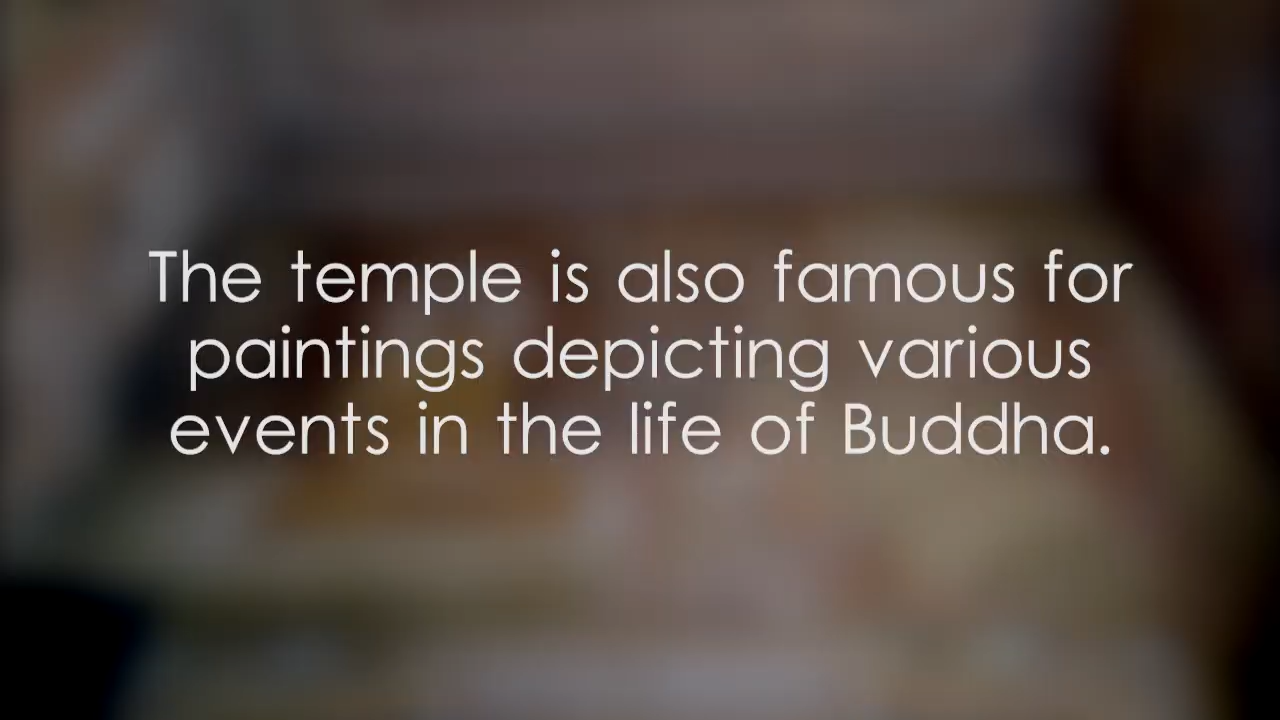 The temple is also famous for
paintings depicting various
events in the life of Buddha.